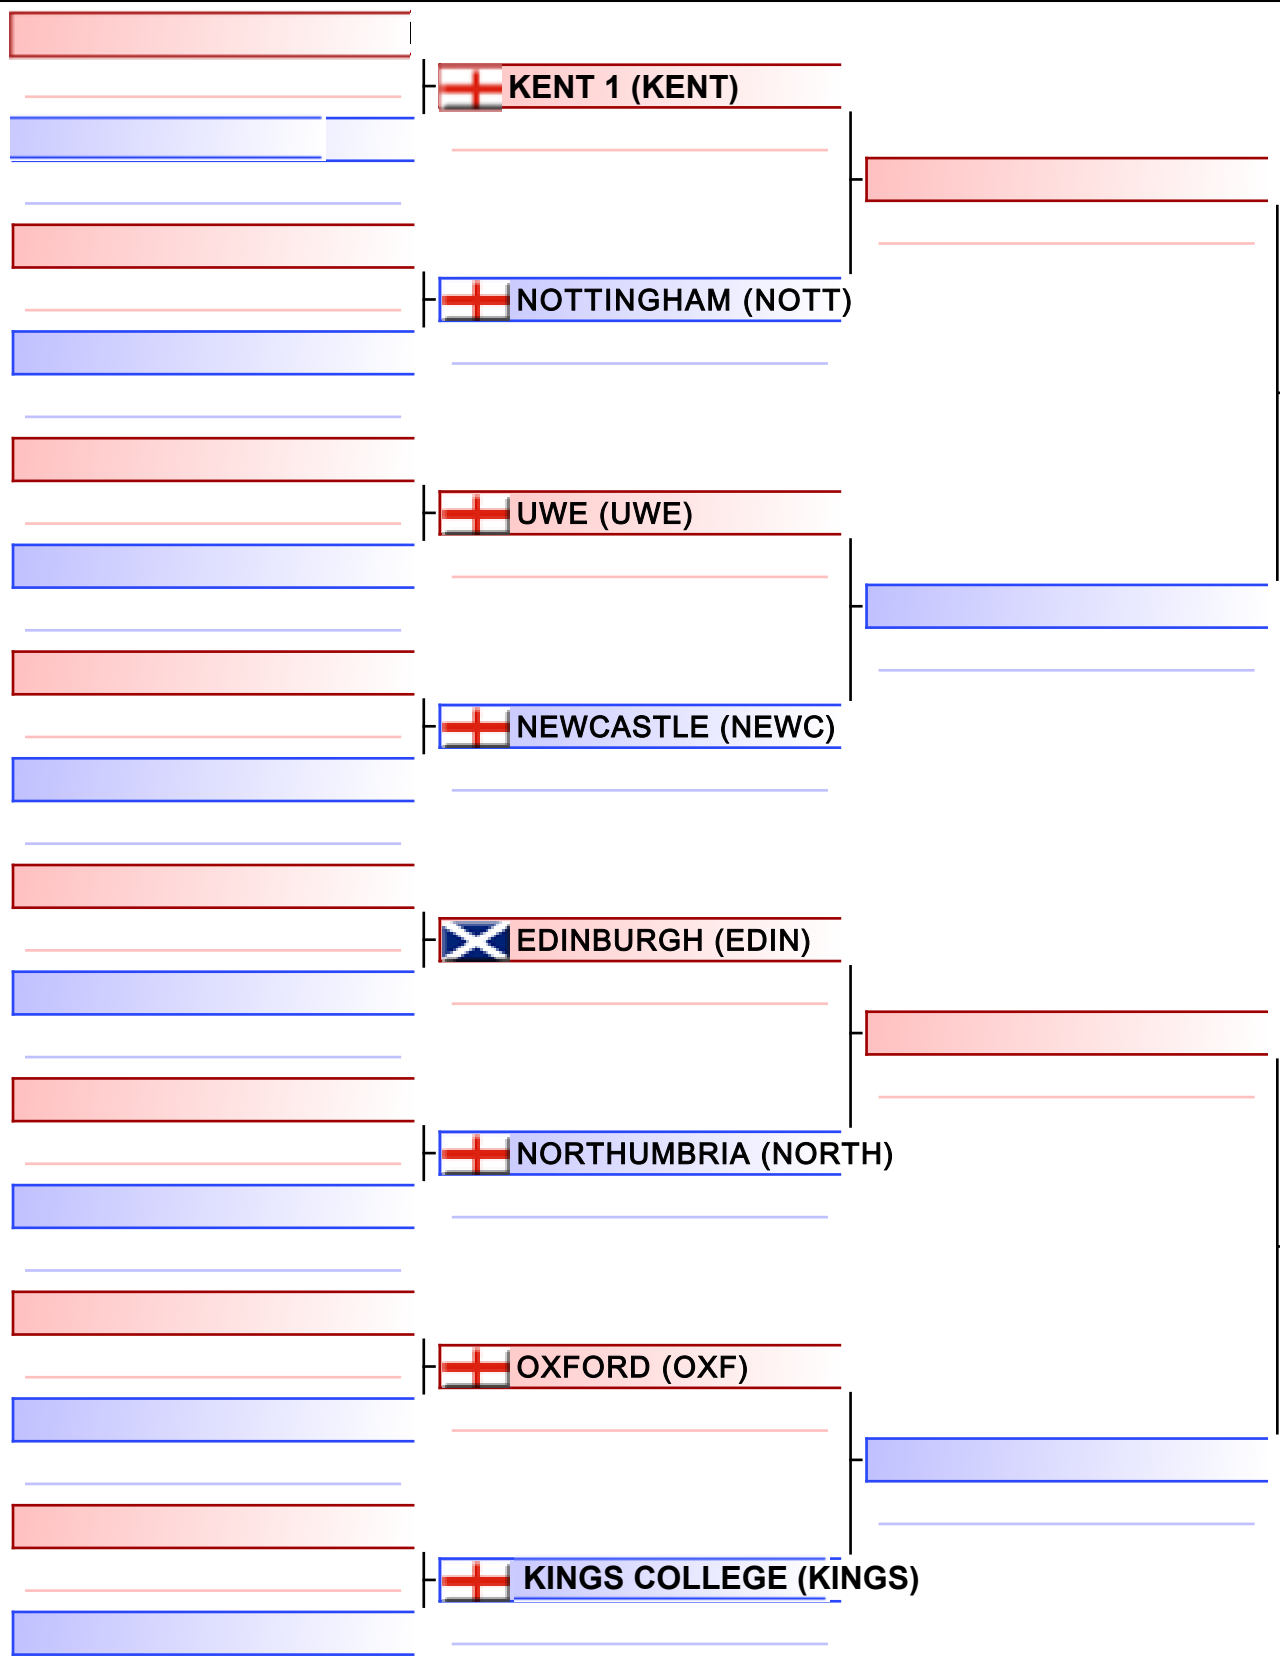 KENT 1 (KENT)
NOTTINGHAM (NOTT)
UWE (UWE)
NEWCASTLE (NEWC)
EDINBURGH (EDIN)
NORTHUMBRIA (NORTH)
OXFORD (OXF)
KINGS COLLEGE (KINGS)